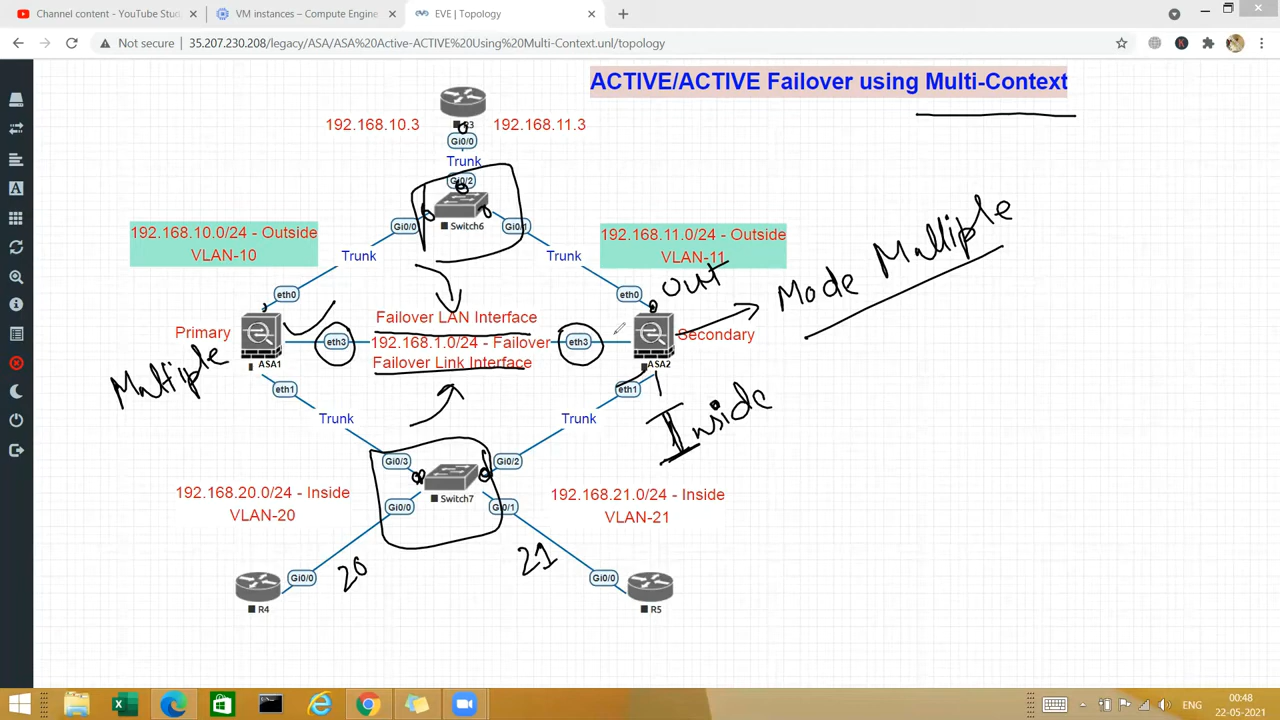 Channel content - YouTube Stud
VM instances – Compute Engine
EVE | Topology
Not secure
35.207.230.208/legacy/ASA/ASA%20Active-ACTIVE%20Using%20Multi-Context.unl/topology
ACTIVE/ACTIVE Failover using Multi-Context
192.168.10.3
192.168.11.3
Gi0/0
Trunk
Gi0/2
192.168.10.0/24 - Outside
VLAN-10
Gi0/0
Switch6
Gi0/1
192.168.11.0/24 - Outside
VLAN-11
Trunk
Trunk
out
Mode Multiple
eth0
eth0
Failover LAN Interface
Primary
eth3
192.168.1.0/24 - Failover
eth3
Secondary
Failover Link Interface
ASA1
ASA2
Multiple
eth1
eth1
Trunk
Trunk
Inside
Gi0/3
Gi0/2
192.168.20.0/24 - Inside
VLAN-20
Switch7
192.168.21.0/24 - Inside
VLAN-21
Gi0/0
Gi0/1
20
21
Gi0/0
Gi0/0
R4
R5
ENG
00:48
22-05-2021